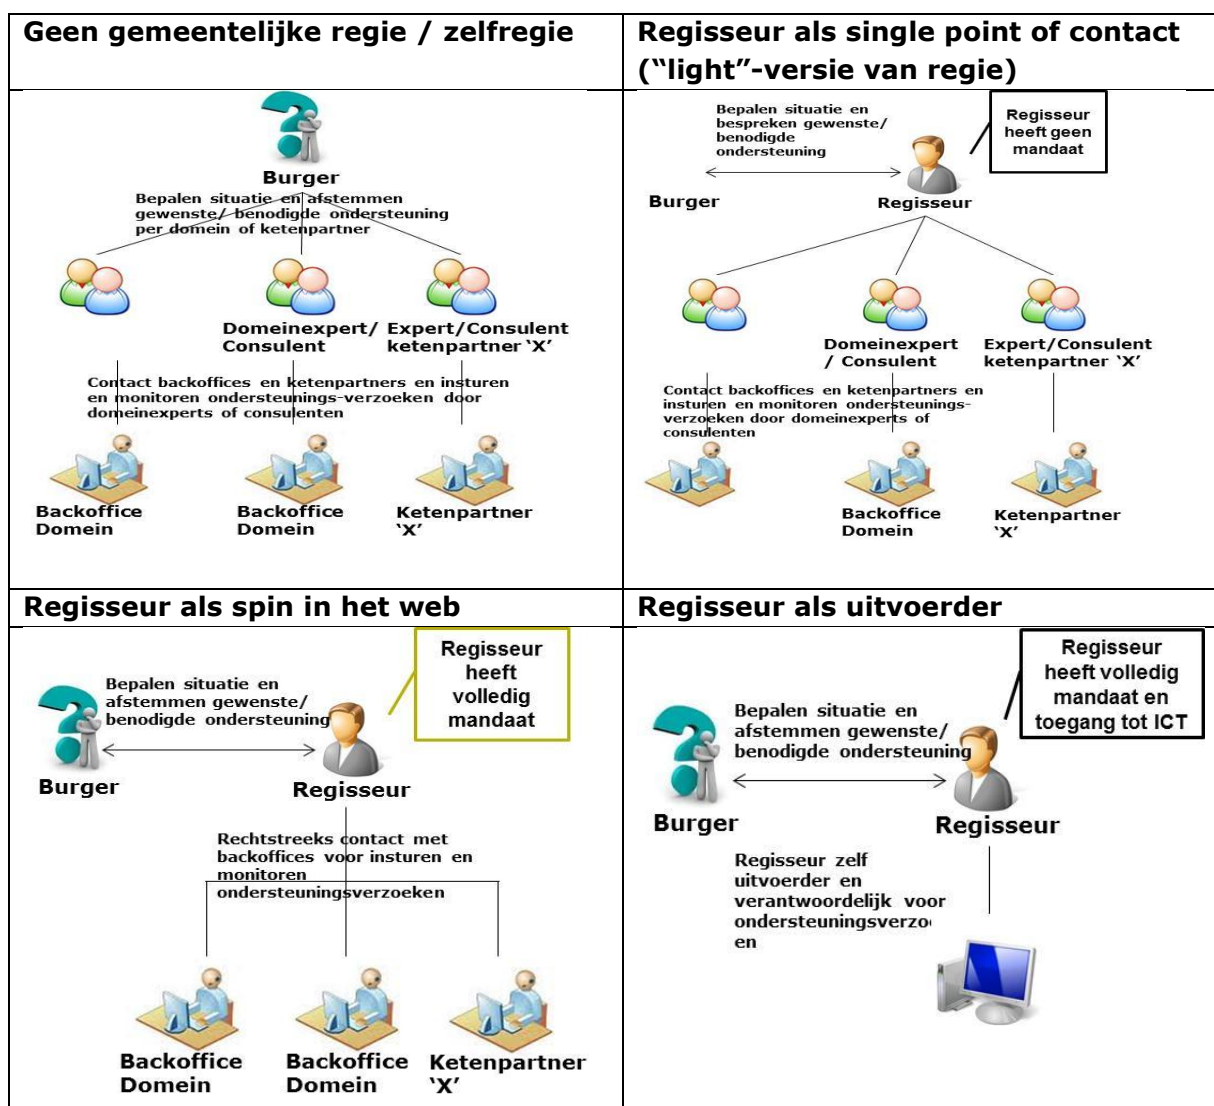 Geen gemeentelijke regie / zelfregie
Burger
Bepalen situatie en afstemmen
gewenste/ benodigde ondersteuning
per domein of ketenpartner
Domeinexpert/
Consulent
Expert/Consulent
ketenpartner ‘X’
Contact backoffices en ketenpartners en insturen
en monitoren ondersteunings-verzoeken door
domeinexperts of consulenten
Backoffice
Domein
Backoffice
Domein
Ketenpartner
‘X’
Regisseur als single point of contact
(“light”-versie van regie)
Bepalen situatie en
bespreken gewenste/
benodigde
ondersteuning
Regisseur
heeft geen
mandaat
Burger
Regisseur
Domeinexpert
/ Consulent
Expert/Consulent
ketenpartner ‘X’
Contact backoffices en ketenpartners en
insturen en monitoren ondersteunings-
verzoeken door domeinexperts of
consulenten
Backoffice
Domein
Ketenpartner
‘X’
Regisseur als spin in het web
Regisseur
heeft
volledig
mandaat
Bepalen situatie en
afstemmen gewenste/
benodigde ondersteuning
Burger
Regisseur
Rechtstreeks contact met
backoffices voor insturen en
monitoren
ondersteuningsverzoeken
Backoffice
Domein
Backoffice
Domein
Ketenpartner
‘X’
Regisseur als uitvoerder
Regisseur
heeft volledig
mandaat en
toegang tot ICT
Bepalen situatie en
afstemmen gewenste/
benodigde ondersteuning
Burger
Regisseur
Regisseur zelf
uitvoerder en
verantwoordelijk voor
ondersteuningsverzo
en